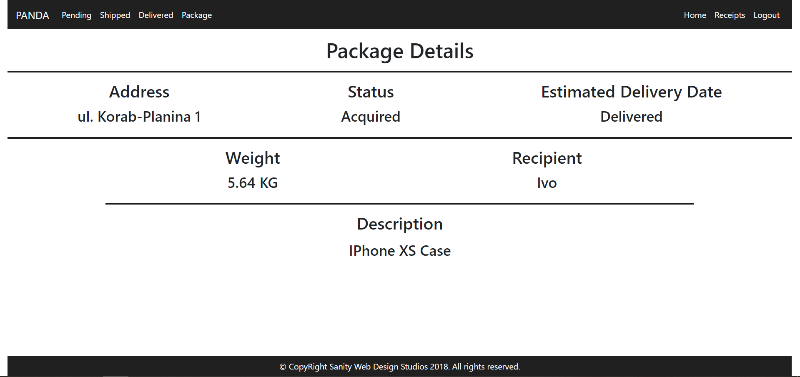 PANDA Pending Shipped Delivered Package Home Receipts Logout
Package Details
Address Status Estimated Delivery Date
ul. Korab-Planina 1 Acquired Delivered
Weight Recipient
5.64 KG Ivo
Description
IPhone XS Case
© CopyRight Sanity Web Design Studios 2018. All rights reserved.